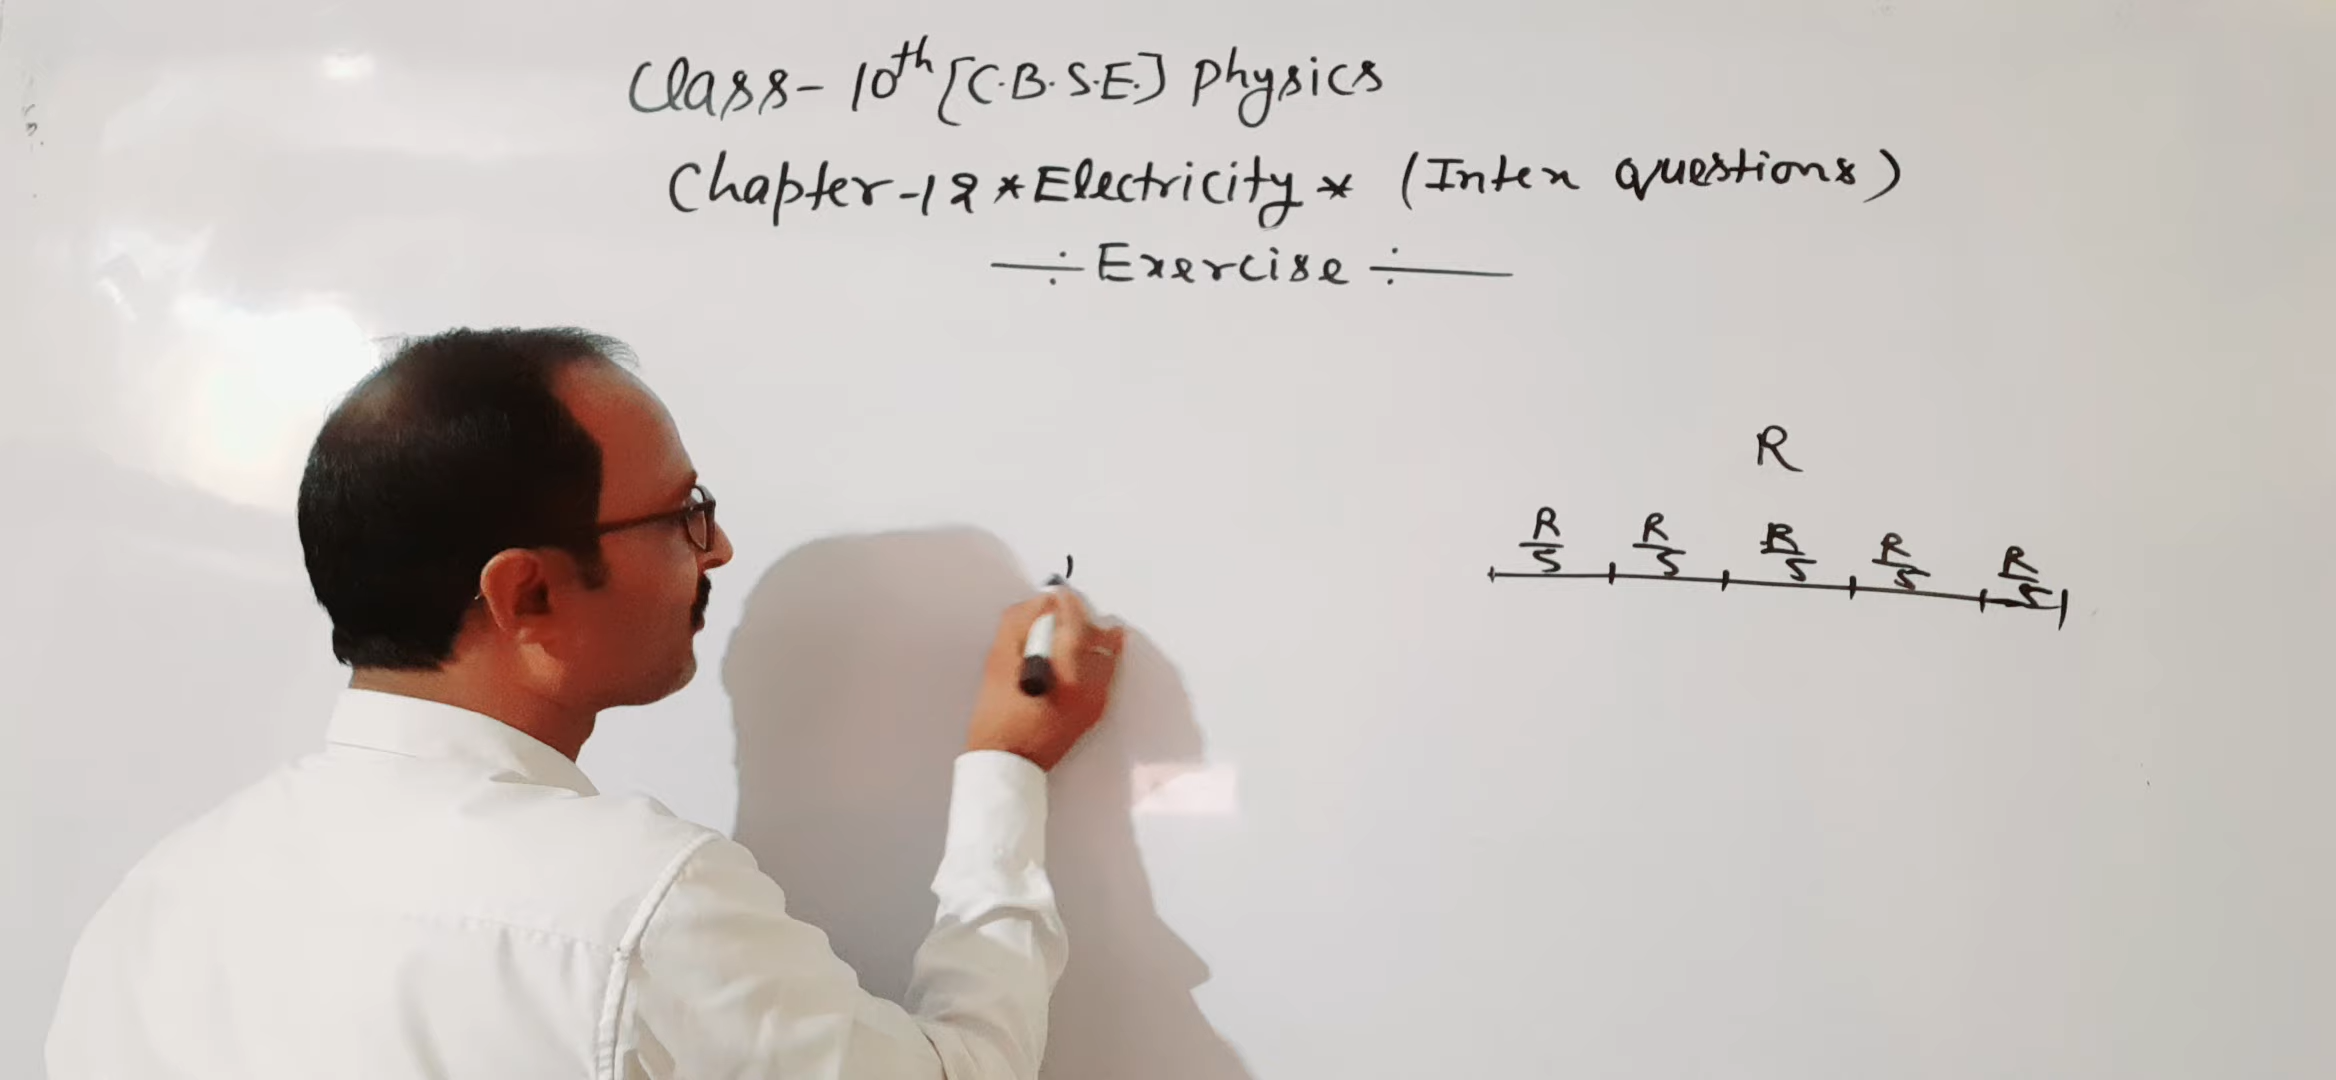 Class - 10th [C.B.S.E.] Physics
Chapter - 12 * Electricity * (Intex questions)
÷ Exercise ÷
R
R/5 R/5 R/5 R/5 R/5